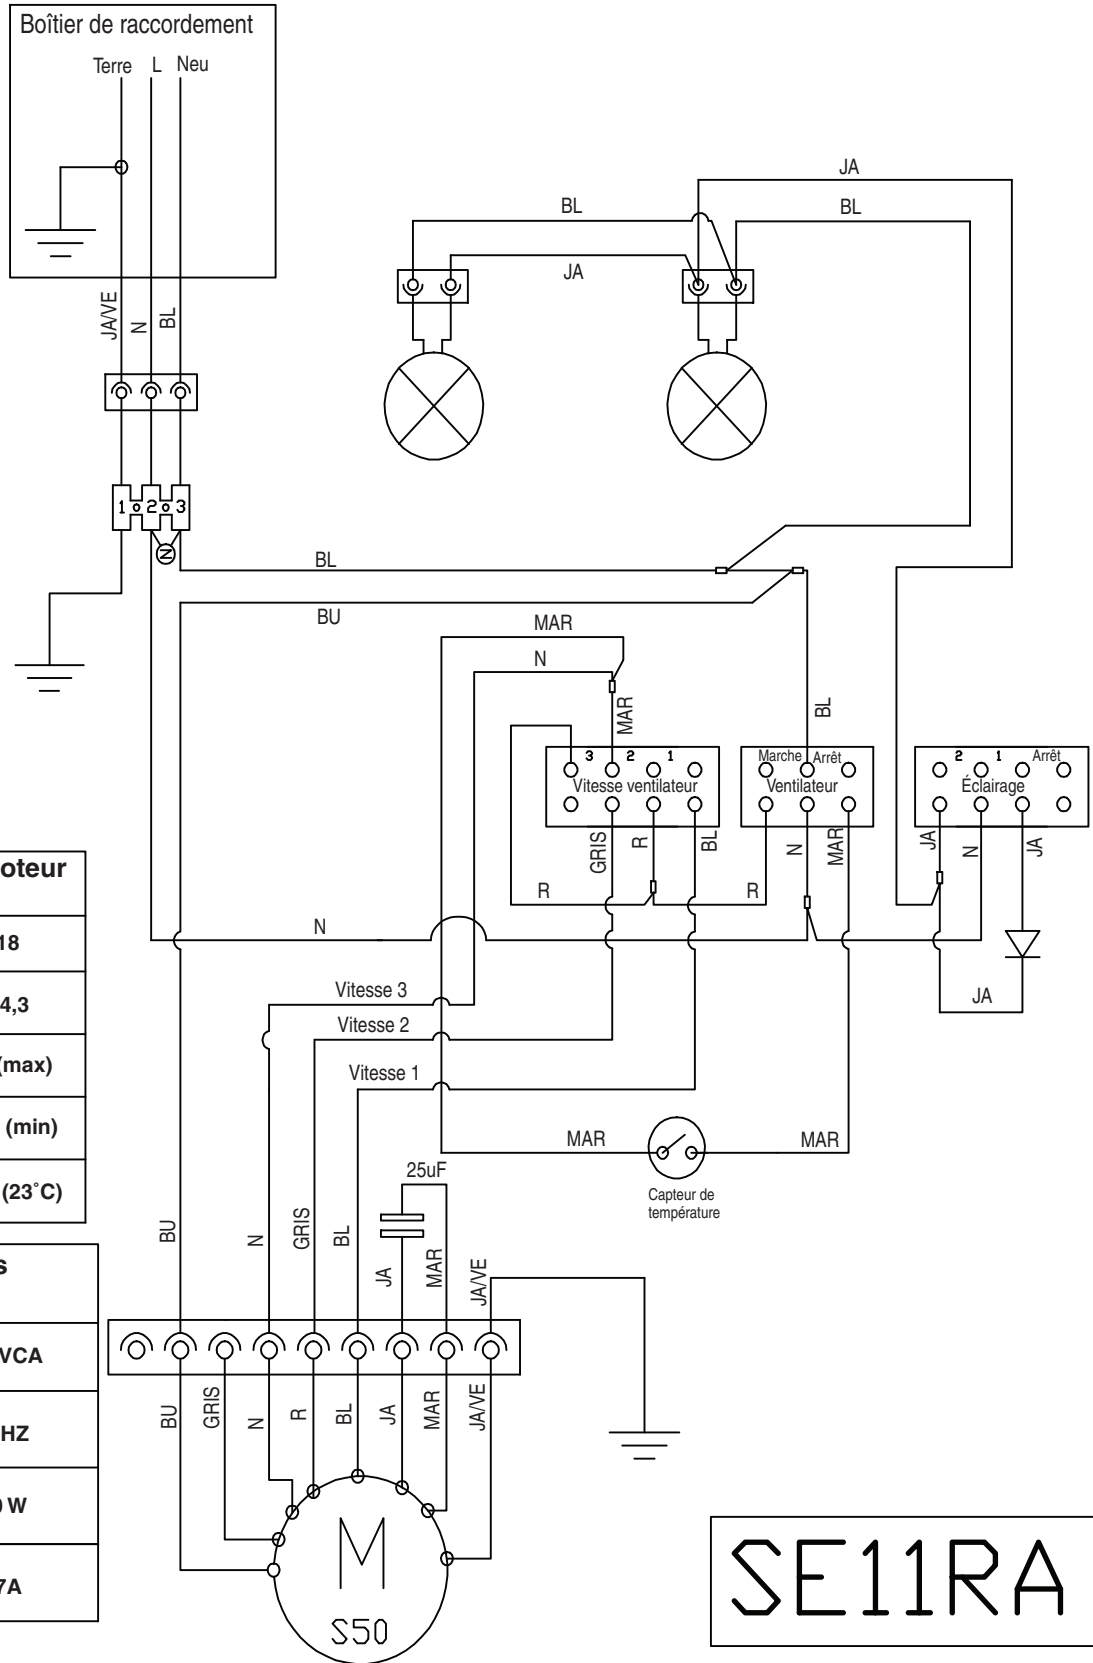 Boîtier de raccordement
Terre L Neu
JA/VE N BL
1 2 3
N
JA
BL
BL
JA
BL
BU
MAR
N
MAR
BL
3 2 1
Vitesse ventilateur
Marche Arrêt
Ventilateur
2 1 Arrêt
Éclairage
GRIS R BL
N MAR
JA N JA
R
R
N
JA
Vitesse 3
Vitesse 2
Vitesse 1
MAR MAR
Capteur de
température
25uF
BU N GRIS BL JA MAR JA/VE
BU GRIS N R BL JA MAR JA/VE
M
S50
oteur
18
4,3
(max)
(min)
(23°C)
s
VCA
HZ
W
7A
SE11RA